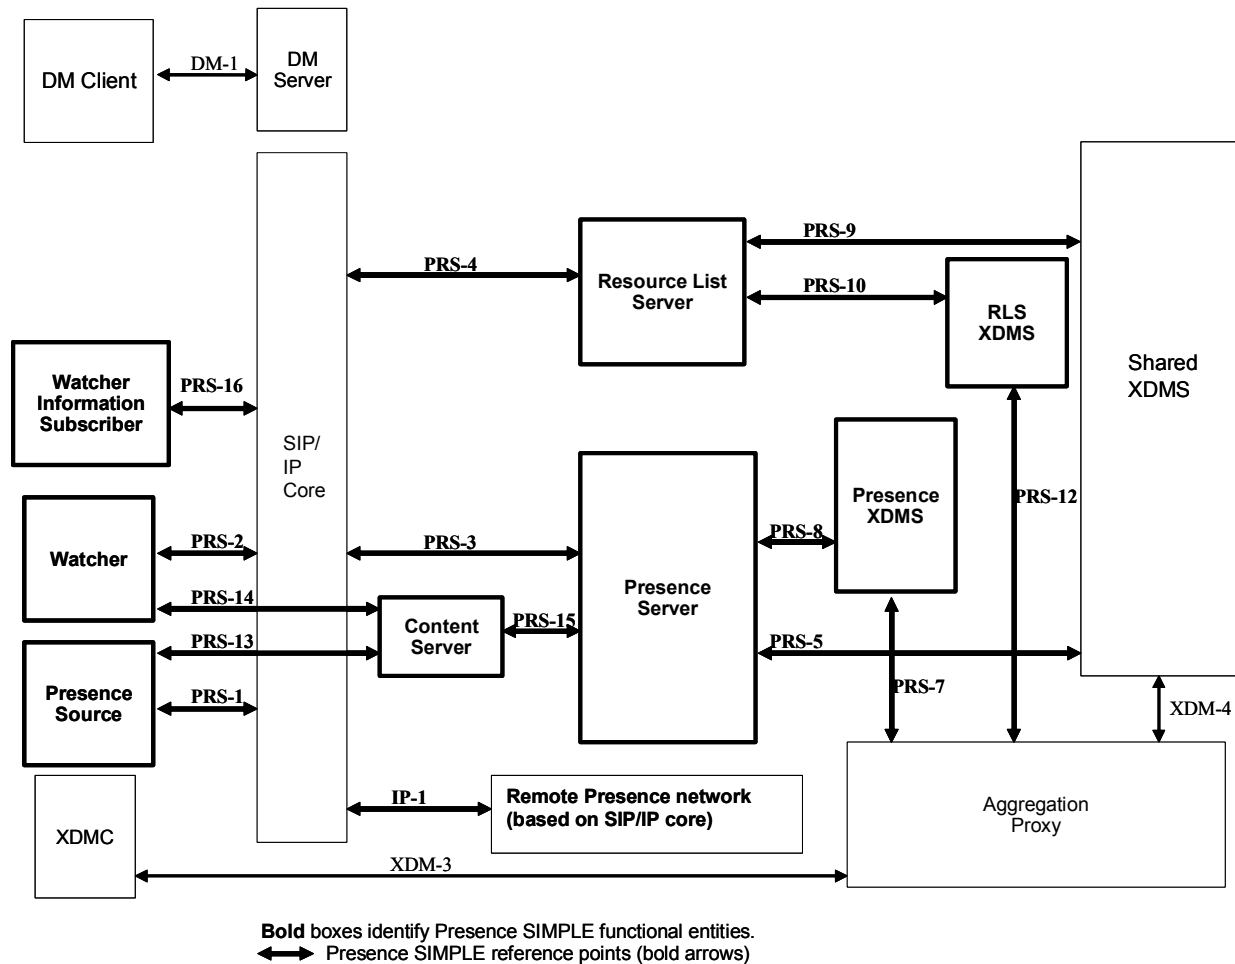 DM Client
DM-1
DM
Server
PRS-9
PRS-4
Resource List
Server
PRS-10
RLS
XDMS
Shared
XDMS
Watcher
Information
Subscriber
PRS-16
SIP/
IP
Core
Presence
XDMS
PRS-12
Watcher
PRS-2
PRS-3
PRS-8
PRS-14
Presence
Server
Content
Server
PRS-15
PRS-13
PRS-5
Presence
Source
PRS-1
PRS-7
XDM-4
XDMC
IP-1
Remote Presence network
(based on SIP/IP core)
Aggregation
Proxy
XDM-3
Bold boxes identify Presence SIMPLE functional entities.
Presence SIMPLE reference points (bold arrows)